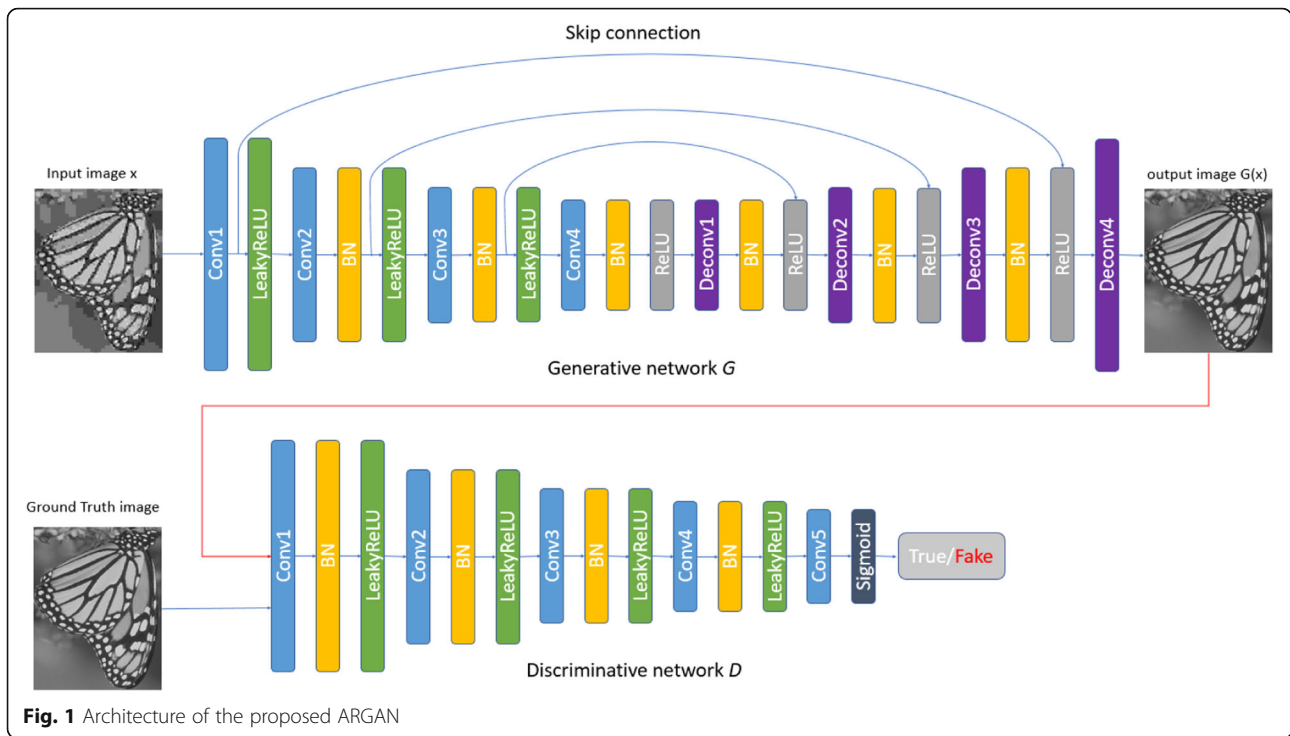 Skip connection
Input image x
Conv1
LeakyReLU
Conv2
BN
LeakyReLU
Conv3
BN
LeakyReLU
Conv4
BN
ReLU
Deconv1
BN
ReLU
Deconv2
BN
ReLU
Deconv3
BN
ReLU
Deconv4
output image G(x)
Generative network G
Ground Truth image
Conv1
BN
LeakyReLU
Conv2
BN
LeakyReLU
Conv3
BN
LeakyReLU
Conv4
BN
LeakyReLU
Conv5
Sigmoid
True/Fake
Discriminative network D
Fig. 1 Architecture of the proposed ARGAN